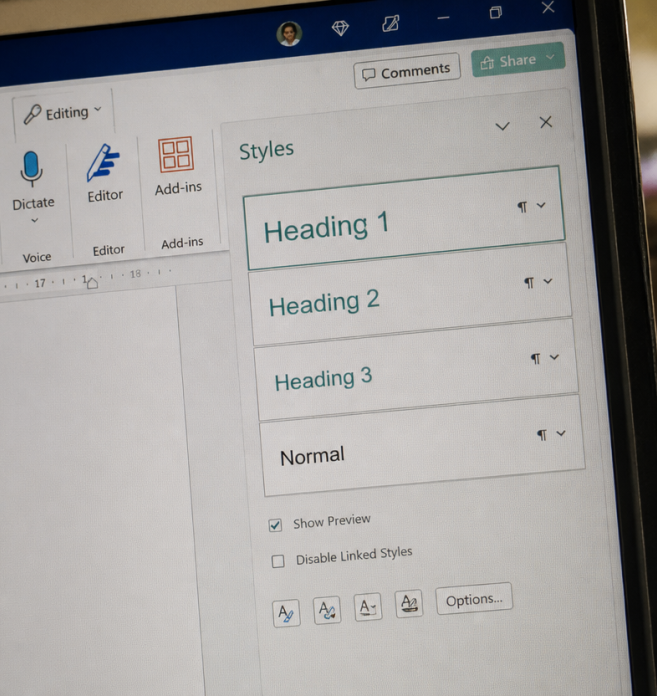 Comments
Share
Editing
Styles
Dictate
Editor
Add-ins
Voice
Editor
Add-ins
17 1 18
Heading 1
Heading 2
Heading 3
Normal
Show Preview
Disable Linked Styles
Options...